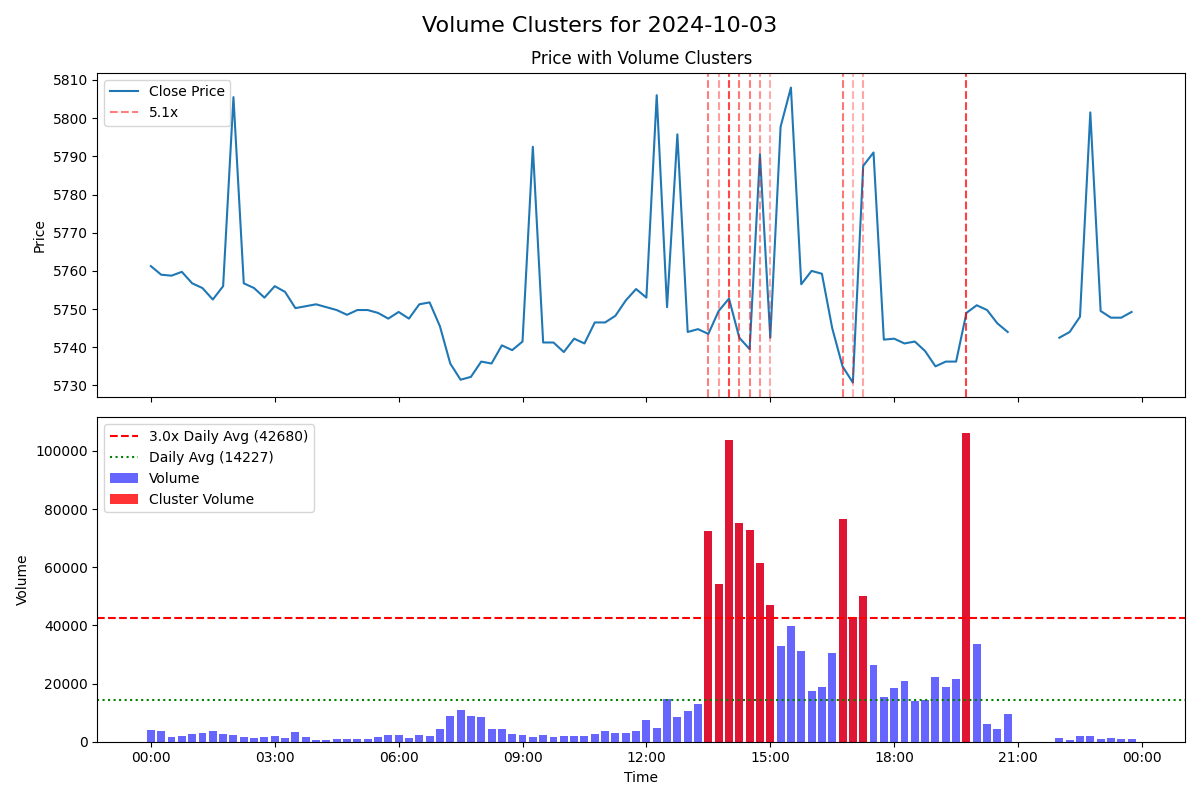 Volume Clusters for 2024-10-03
Price with Volume Clusters
Close Price
5.1x
5810
5800
5790
5780
5770
5760
5750
5740
5730
Price
3.0x Daily Avg (42680)
Daily Avg (14227)
Volume
Cluster Volume
100000
80000
60000
40000
20000
0
Volume
00:00 03:00 06:00 09:00 12:00 15:00 18:00 21:00 00:00
Time